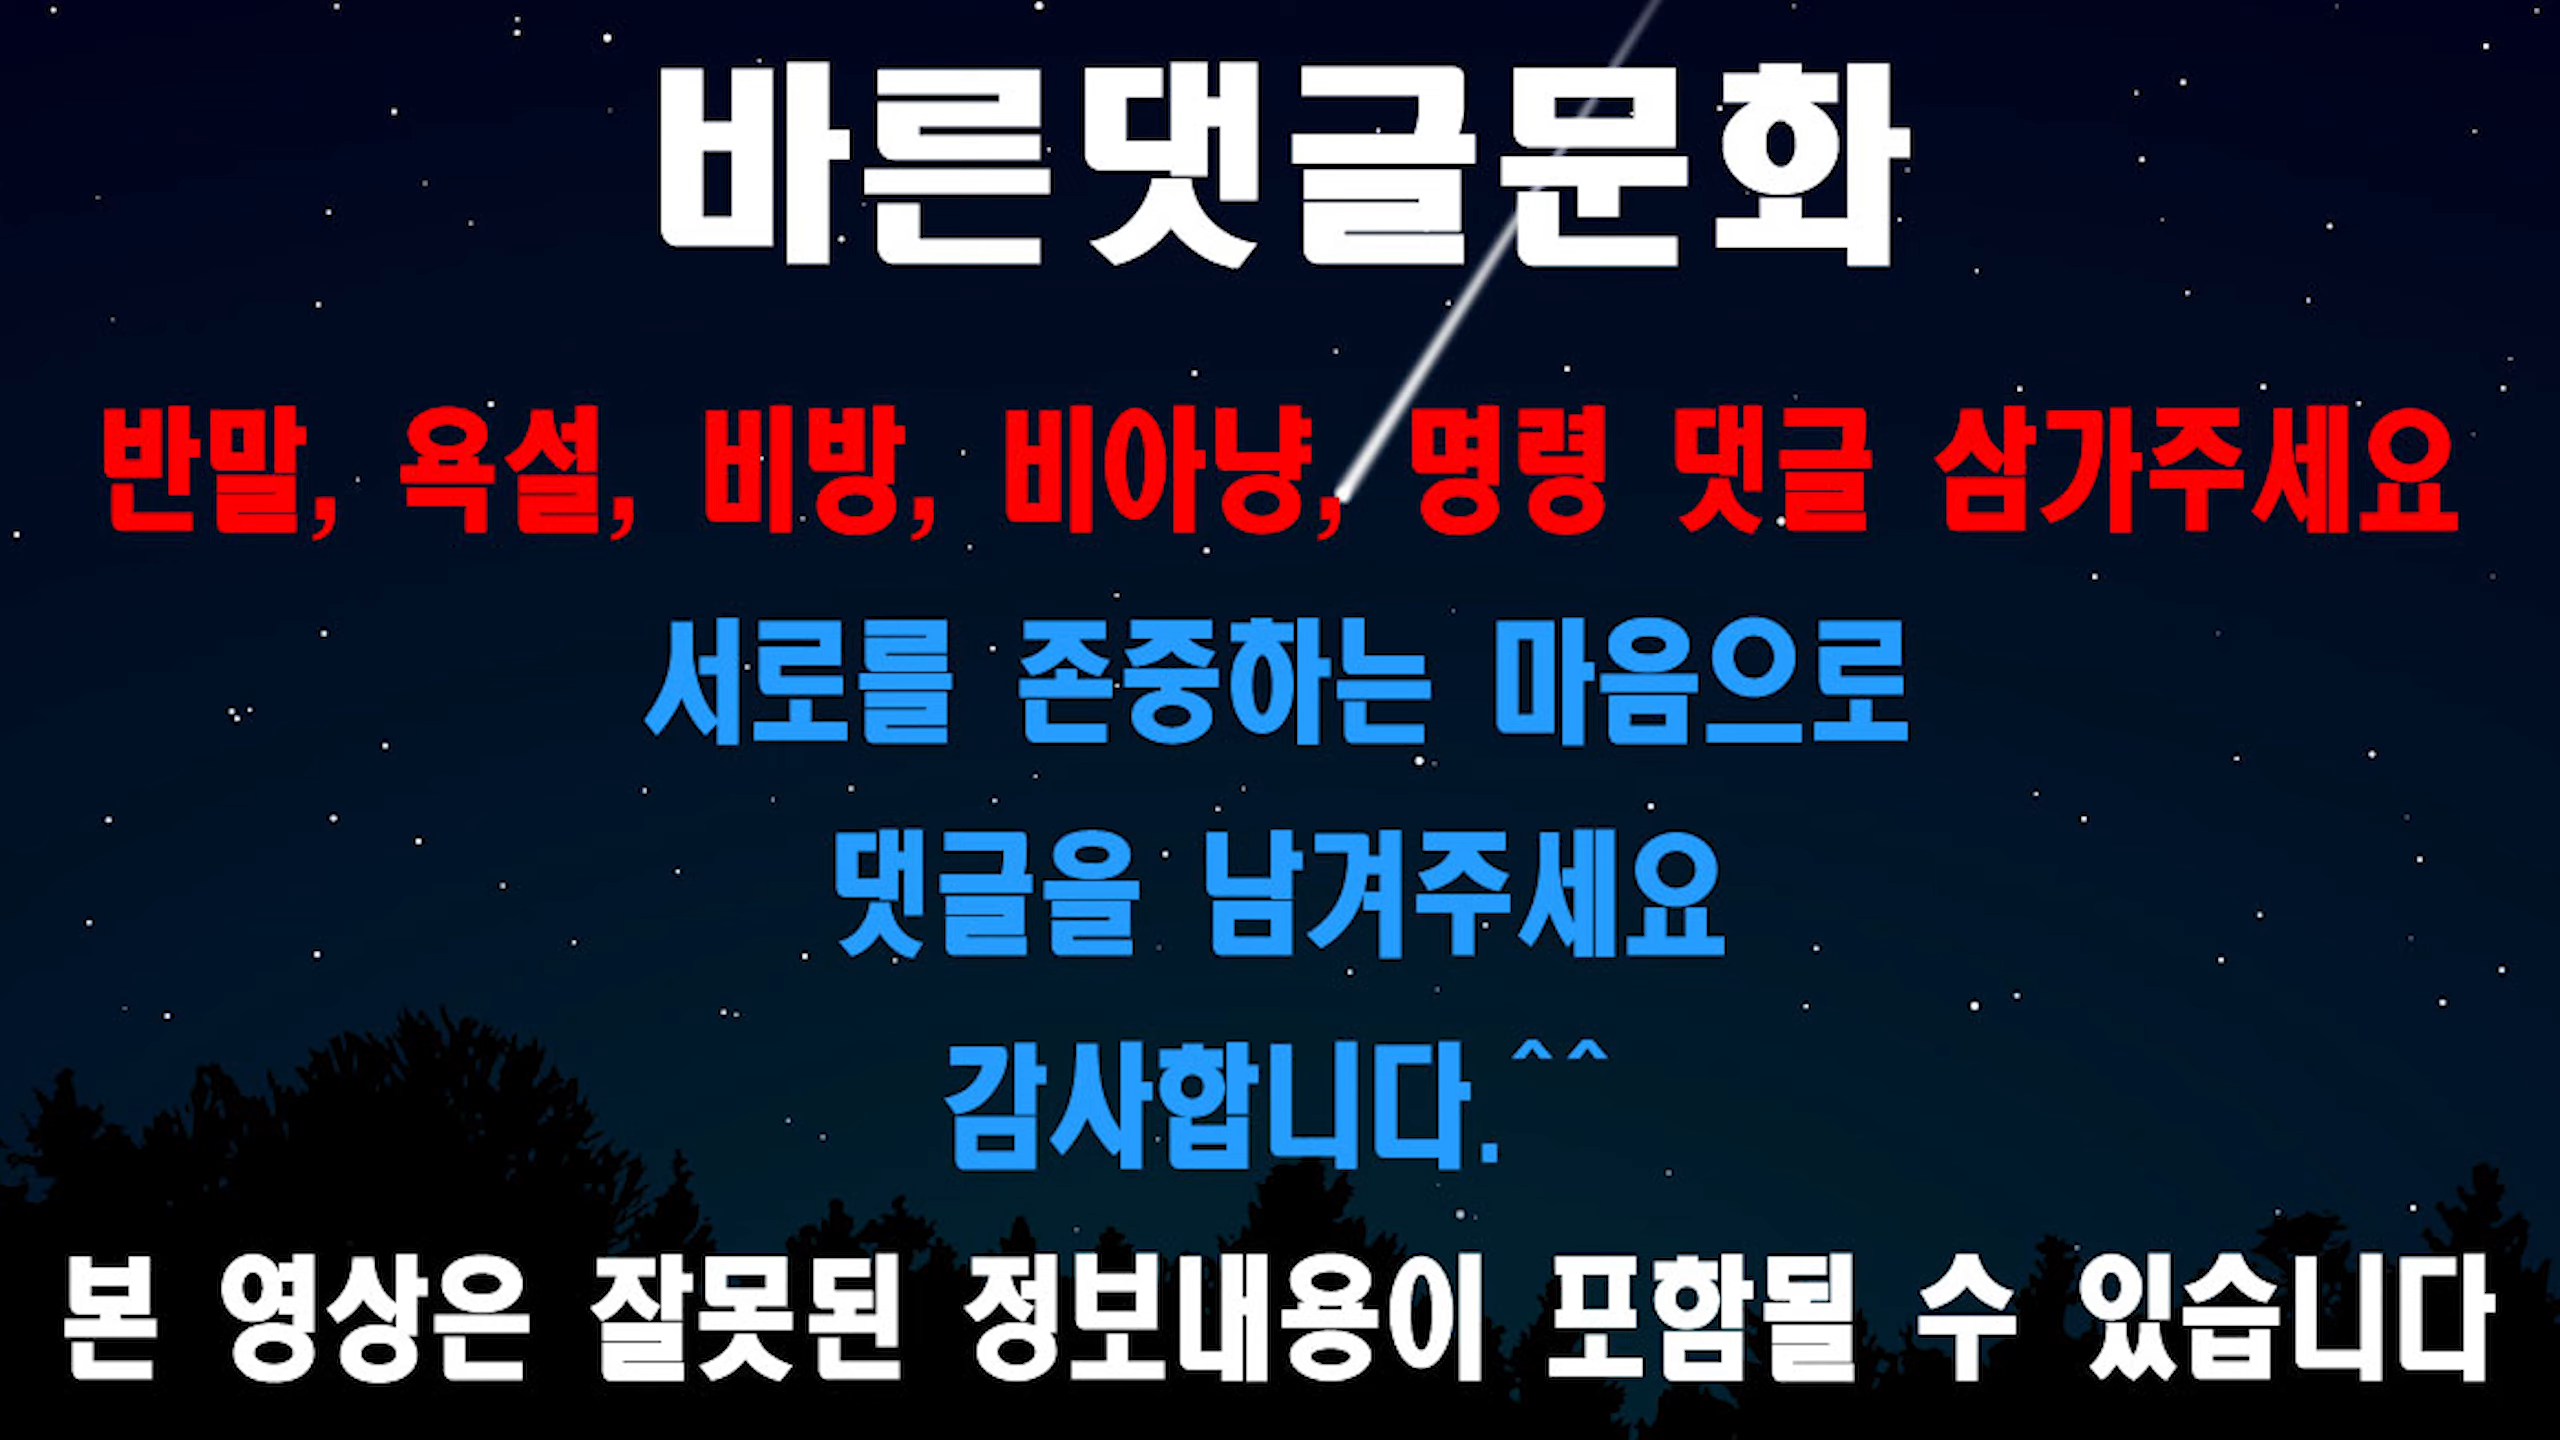 바른댓글문화
반말, 욕설, 비방, 비아냥, 명령 댓글 삼가주세요
서로를 존중하는 마음으로
댓글을 남겨주세요
감사합니다.^^
본 영상은 잘못된 정보내용이 포함될 수 있습니다